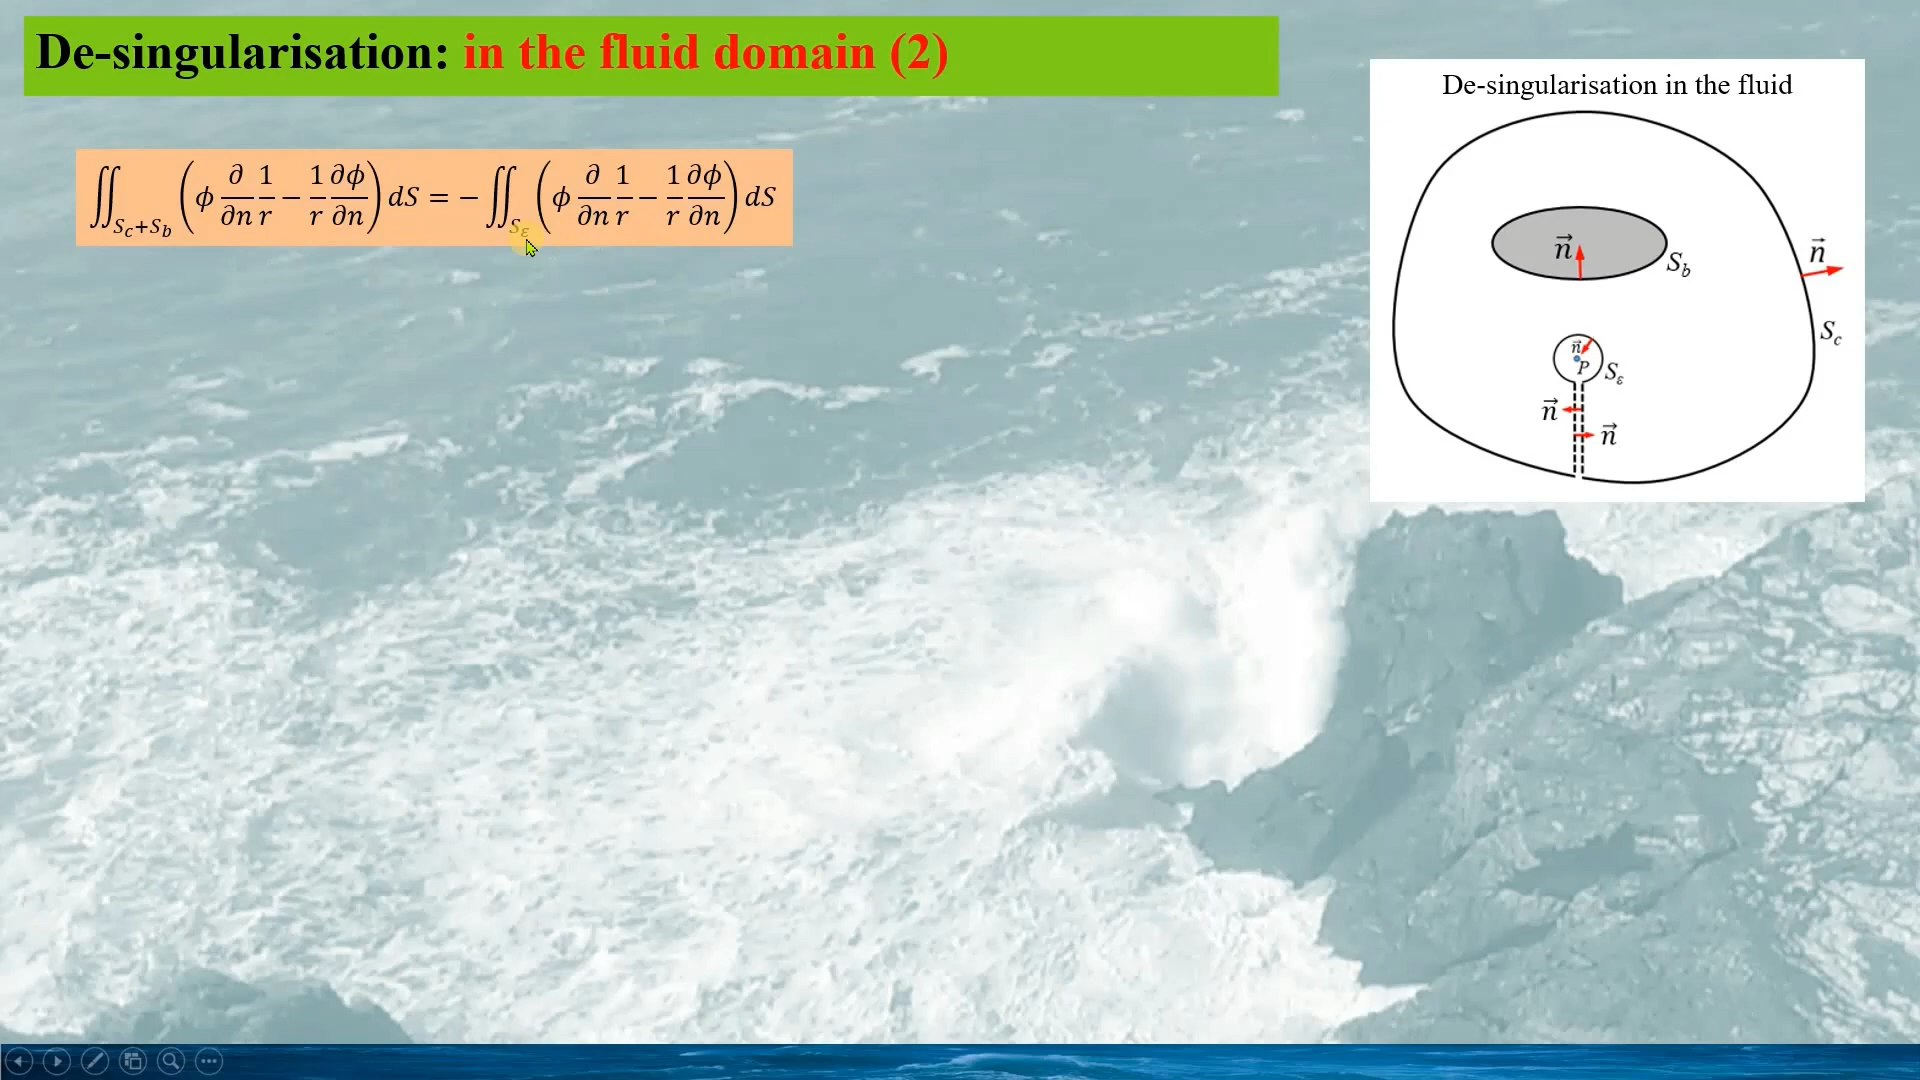 De-singularisation: in the fluid domain (2)
∬_{S_c+S_b} (ϕ ∂/∂n 1/r − 1/r ∂ϕ/∂n) dS = − ∬_{S_ε} (ϕ ∂/∂n 1/r − 1/r ∂ϕ/∂n) dS
De-singularisation in the fluid
n⃗
S_b
n⃗
S_c
n⃗
P
S_ε
n⃗
n⃗